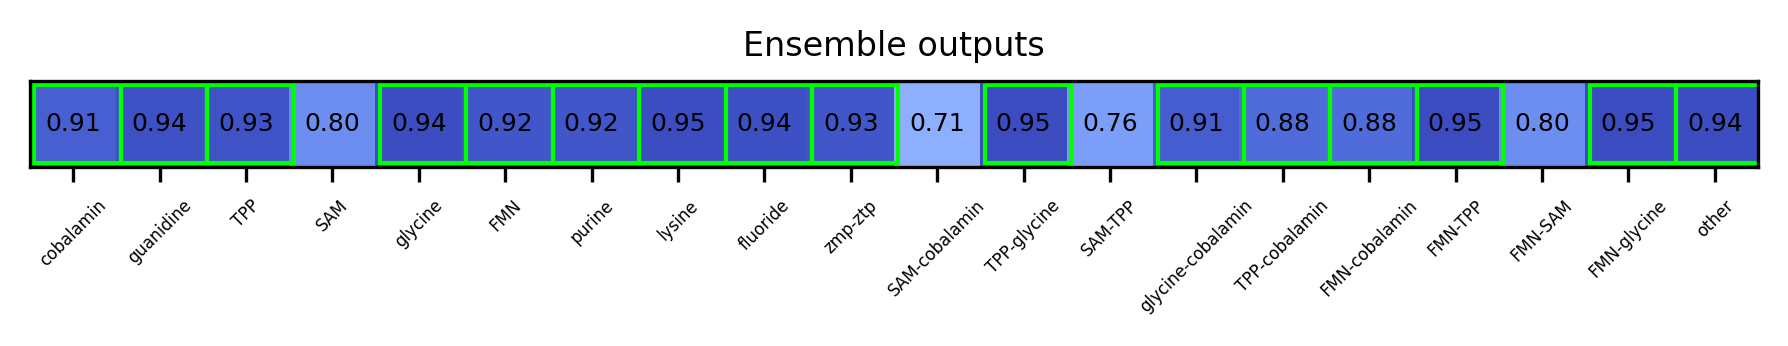 Ensemble outputs
0.91 0.94 0.93 0.80 0.94 0.92 0.92 0.95 0.94 0.93 0.71 0.95 0.76 0.91 0.88 0.88 0.95 0.80 0.95 0.94
cobalamin guanidine TPP SAM glycine FMN purine lysine fluoride zmp-ztp SAM-cobalamin TPP-glycine SAM-TPP glycine-cobalamin TPP-cobalamin FMN-cobalamin FMN-TPP FMN-SAM FMN-glycine other